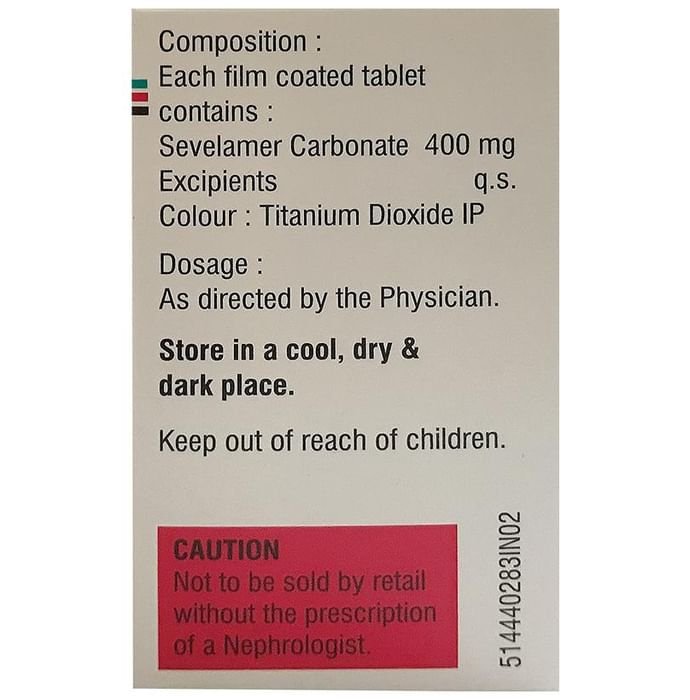 Composition :
Each film coated tablet
contains :
Sevelamer Carbonate 400 mg
Excipients q.s.
Colour : Titanium Dioxide IP
Dosage :
As directed by the Physician.
Store in a cool, dry &
dark place.
Keep out of reach of children.
CAUTION
Not to be sold by retail
without the prescription
of a Nephrologist.
514440283IN02